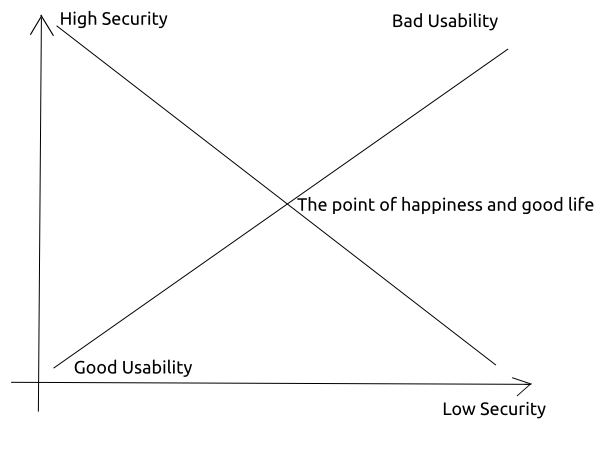 High Security
Bad Usability
The point of happiness and good life
Good Usability
Low Security